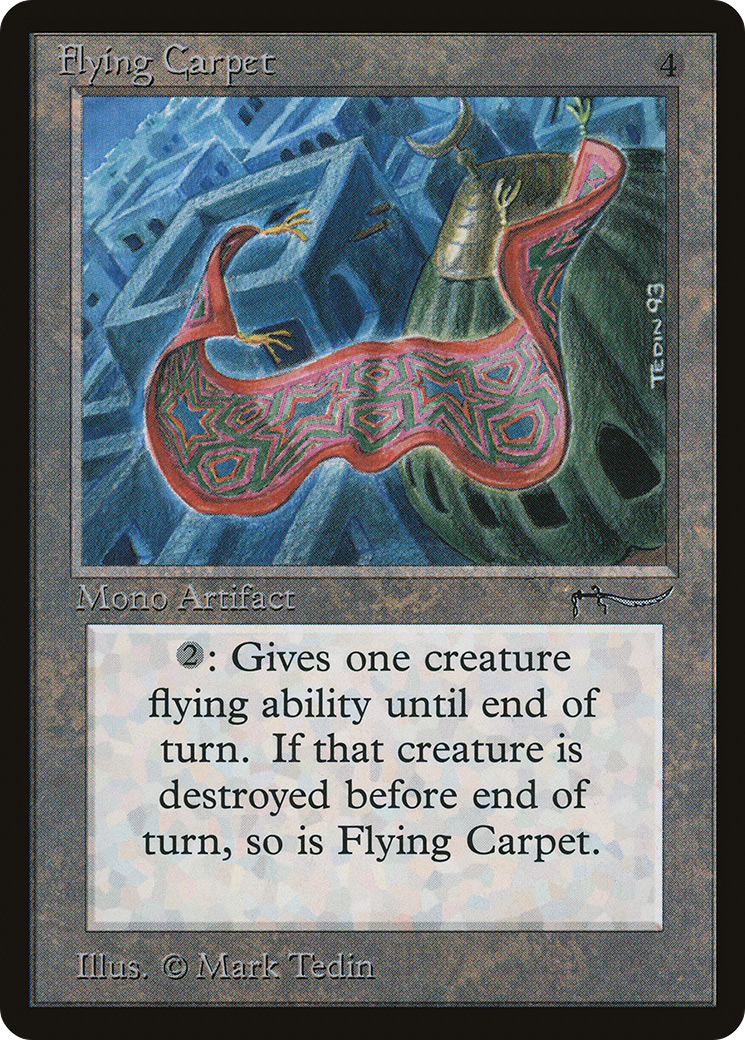 Flying Carpet 4
TEDIN 93
Mono Artifact
2: Gives one creature
flying ability until end of
turn. If that creature is
destroyed before end of
turn, so is Flying Carpet.
Illus. © Mark Tedin